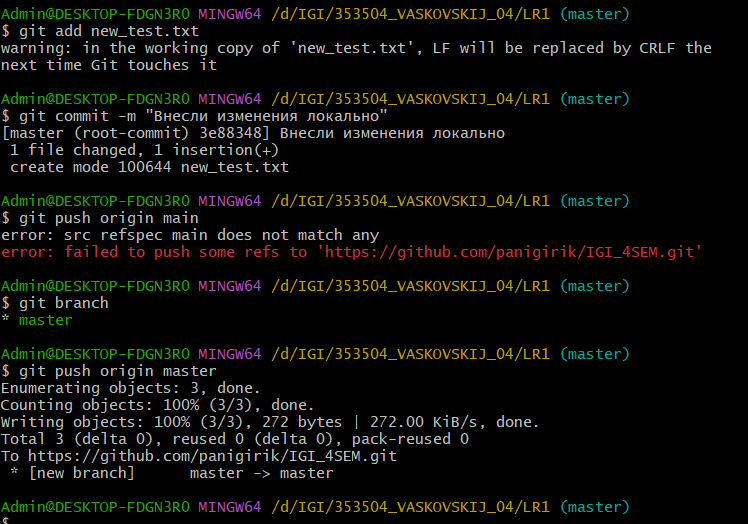 Admin@DESKTOP-FDGN3R0 MINGW64 /d/IGI/353504_VASKOVSKIJ_04/LR1 (master)
$ git add new_test.txt
warning: in the working copy of 'new_test.txt', LF will be replaced by CRLF the
next time Git touches it
Admin@DESKTOP-FDGN3R0 MINGW64 /d/IGI/353504_VASKOVSKIJ_04/LR1 (master)
$ git commit -m "Внесли изменения локально"
[master (root-commit) 3e88348] Внесли изменения локально
 1 file changed, 1 insertion(+)
 create mode 100644 new_test.txt
Admin@DESKTOP-FDGN3R0 MINGW64 /d/IGI/353504_VASKOVSKIJ_04/LR1 (master)
$ git push origin main
error: src refspec main does not match any
error: failed to push some refs to 'https://github.com/panigirik/IGI_4SEM.git'
Admin@DESKTOP-FDGN3R0 MINGW64 /d/IGI/353504_VASKOVSKIJ_04/LR1 (master)
$ git branch
* master
Admin@DESKTOP-FDGN3R0 MINGW64 /d/IGI/353504_VASKOVSKIJ_04/LR1 (master)
$ git push origin master
Enumerating objects: 3, done.
Counting objects: 100% (3/3), done.
Writing objects: 100% (3/3), 272 bytes | 272.00 KiB/s, done.
Total 3 (delta 0), reused 0 (delta 0), pack-reused 0
To https://github.com/panigirik/IGI_4SEM.git
 * [new branch]      master -> master
Admin@DESKTOP-FDGN3R0 MINGW64 /d/IGI/353504_VASKOVSKIJ_04/LR1 (master)
$